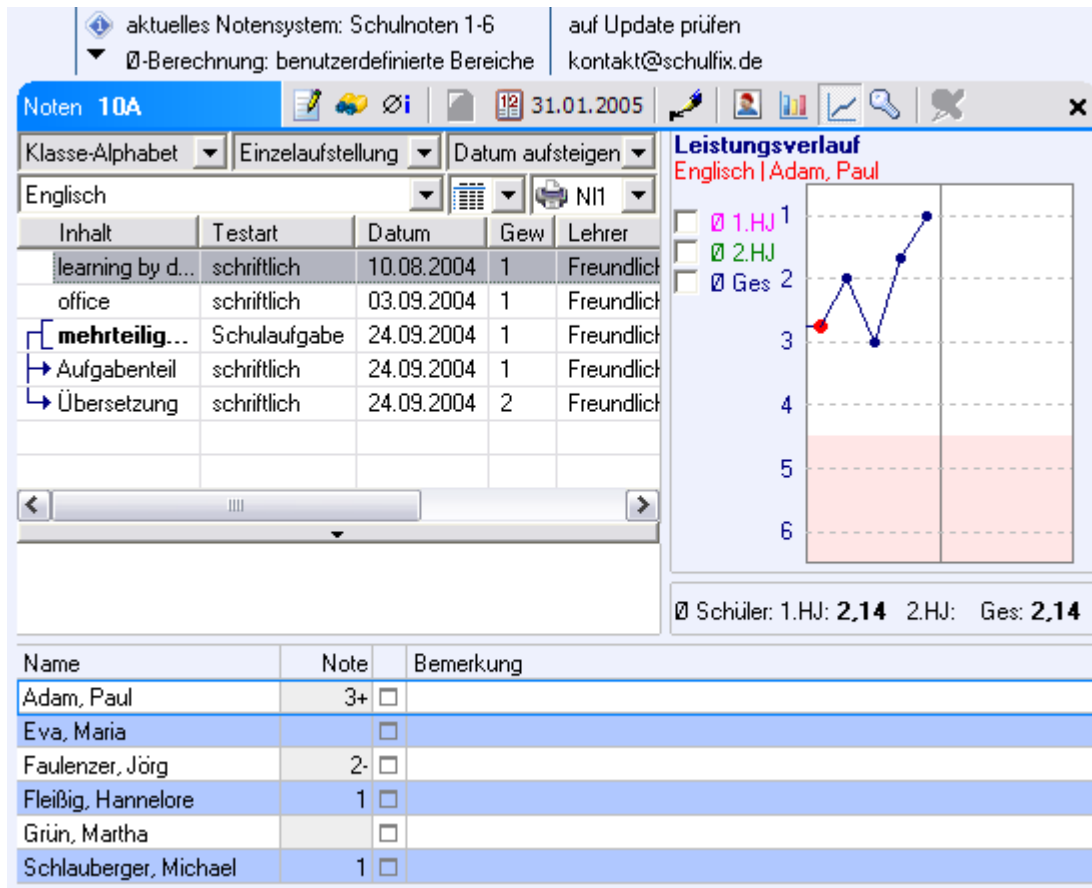 aktuelles Notensystem: Schulnoten 1-6 auf Update prüfen
Ø-Berechnung: benutzerdefinierte Bereiche kontakt@schulfix.de
Noten 10A Øi 12 31.01.2005
Klasse-Alphabet Einzelaufstellung Datum aufsteigen
Englisch NI1
Inhalt Testart Datum Gew Lehrer
learning by d... schriftlich 10.08.2004 1 Freundlich
office schriftlich 03.09.2004 1 Freundlich
mehrteilig... Schulaufgabe 24.09.2004 1 Freundlich
Aufgabenteil schriftlich 24.09.2004 1 Freundlich
Übersetzung schriftlich 24.09.2004 2 Freundlich
Leistungsverlauf
Englisch | Adam, Paul
Ø 1.HJ
Ø 2.HJ
Ø Ges
1
2
3
4
5
6
Ø Schüler: 1.HJ: 2,14 2.HJ: Ges: 2,14
Name Note Bemerkung
Adam, Paul 3+
Eva, Maria
Faulenzer, Jörg 2-
Fleißig, Hannelore 1
Grün, Martha
Schlauberger, Michael 1